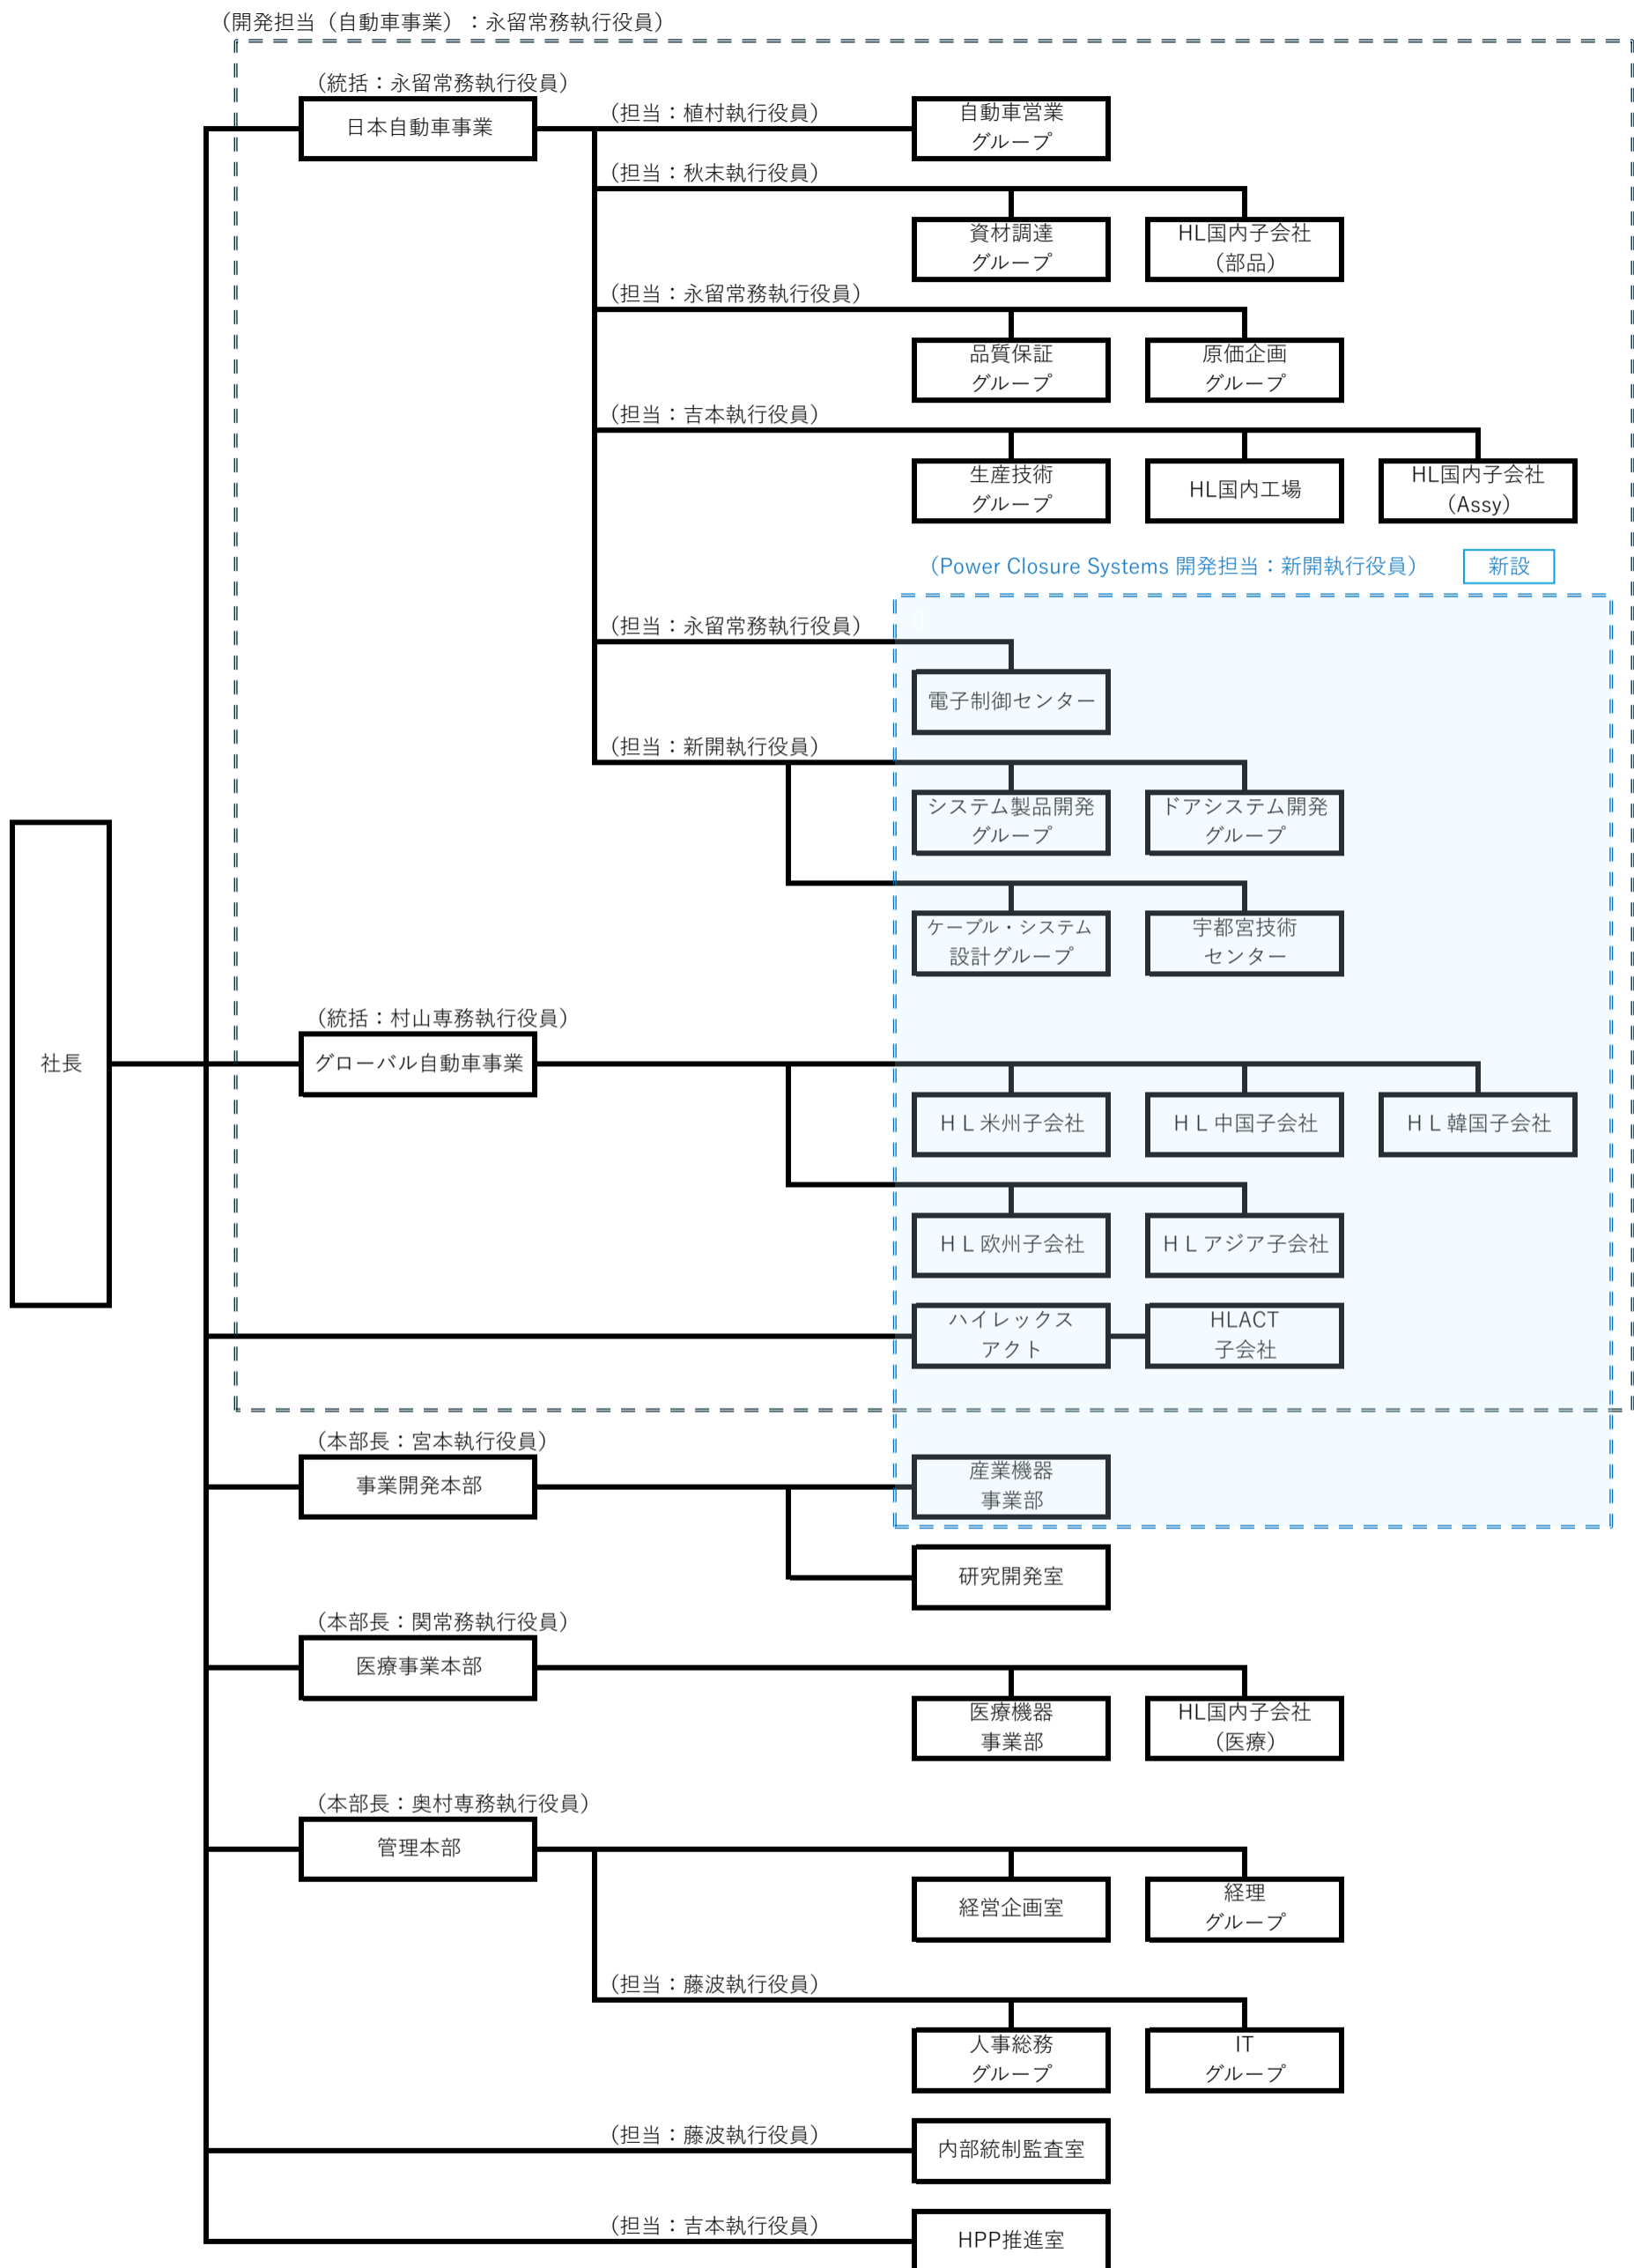 （開発担当（自動車事業）：永留常務執行役員）
（統括：永留常務執行役員）
日本自動車事業
（担当：植村執行役員）
自動車営業
グループ
（担当：秋末執行役員）
資材調達
グループ
HL国内子会社
（部品）
（担当：永留常務執行役員）
品質保証
グループ
原価企画
グループ
（担当：吉本執行役員）
生産技術
グループ
HL国内工場
HL国内子会社
（Assy）
（Power Closure Systems 開発担当：新開執行役員）
新設
0
（担当：永留常務執行役員）
電子制御センター
（担当：新開執行役員）
システム製品開発
グループ
ドアシステム開発
グループ
ケーブル・システム
設計グループ
宇都宮技術
センター
社長
（統括：村山専務執行役員）
グローバル自動車事業
ＨＬ米州子会社
ＨＬ中国子会社
ＨＬ韓国子会社
ＨＬ欧州子会社
ＨＬアジア子会社
ハイレックス
アクト
HLACT
子会社
（本部長：宮本執行役員）
事業開発本部
産業機器
事業部
研究開発室
（本部長：関常務執行役員）
医療事業本部
医療機器
事業部
HL国内子会社
（医療）
（本部長：奥村専務執行役員）
管理本部
経営企画室
経理
グループ
（担当：藤波執行役員）
人事総務
グループ
IT
グループ
（担当：藤波執行役員）
内部統制監査室
（担当：吉本執行役員）
HPP推進室